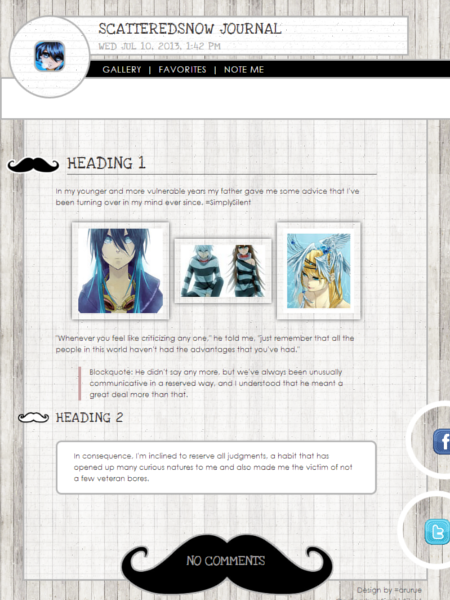 SCATTEREDSNOW JOURNAL
WED JUL 10, 2013, 1:42 PM
GALLERY | FAVORITES | NOTE ME
HEADING 1
In my younger and more vulnerable years my father gave me some advice that I've
been turning over in my mind ever since. =SimplySilent
"Whenever you feel like criticizing any one," he told me, "just remember that all the
people in this world haven't had the advantages that you've had."
Blockquote: He didn't say any more, but we've always been unusually
communicative in a reserved way, and I understood that he meant a
great deal more than that.
HEADING 2
In consequence, I'm inclined to reserve all judgments, a habit that has
opened up many curious natures to me and also made me the victim of not
a few veteran bores.
NO COMMENTS
Design by =arurue